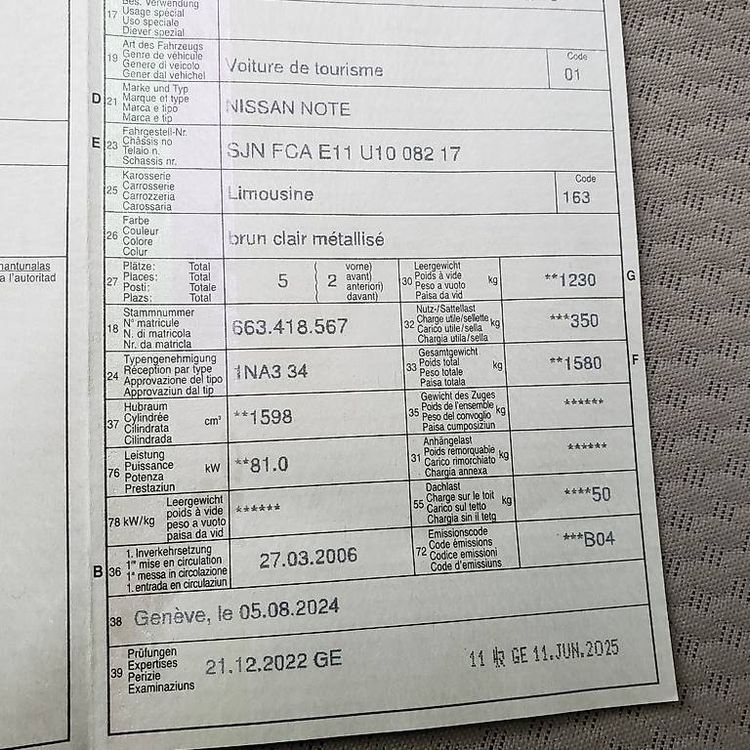 17 Bes. Verwendung
Usage spécial
Uso speciale
Diever spezial
19 Art des Fahrzeugs
Genre de véhicule
Genere di veicolo
Gener dal vehichel
Voiture de tourisme
Code
01
D 21 Marke und Typ
Marque et type
Marca e tipo
Marca e tip
NISSAN NOTE
E 23 Fahrgestell-Nr.
Châssis no
Telaio n.
Schassis nr.
SJN FCA E11 U10 082 17
25 Karosserie
Carrosserie
Carrozzeria
Carossaria
Limousine
Code
163
26 Farbe
Couleur
Colore
Colur
brun clair métallisé
27 Plätze: Total
Places: Total
Posti: Totale
Plazs: Total
5 ( 2 vorne)
avant)
anteriori)
davant)
30 Leergewicht
Poids à vide
Peso a vuoto
Paisa da vid
kg
**1230 G
18 Stammnummer
N° matricule
N. di matricola
Nr. da matricla
663.418.567
32 Nutz-/Sattellast
Charge utile/sellette
Carico utile/sella
Chargia utila/sella
kg
***350
24 Typengenehmigung
Réception par type
Approvazione del tipo
Approvaziun dal tip
1NA3 34
33 Gesamtgewicht
Poids total
Peso totale
Paisa totala
kg
**1580 F
37 Hubraum
Cylindrée
Cilindrata
Cilindrada
cm³
**1598
35 Gewicht des Zuges
Poids de l'ensemble
Peso del convoglio
Paisa cumposiziun
kg
******
76 Leistung
Puissance
Potenza
Prestaziun
kW
**81.0
31 Anhängelast
Poids remorquable
Carico rimorchiato
Chargia annexa
kg
******
78 kW/kg Leergewicht
poids à vide
peso a vuoto
paisa da vid
******
55 Dachlast
Charge sur le toit
Carico sul tetto
Chargia sin il tetg
kg
****50
B 36 1. Inverkehrsetzung
1re mise en circulation
1a messa in circolazione
1. entrada en circulaziun
27.03.2006
72 Emissionscode
Code émissions
Codice emissioni
Code d'emissiuns
***B04
38 Genève, le 05.08.2024
39 Prüfungen
Expertises
Perizie
Examinaziuns
21.12.2022 GE
11 GE 11.JUN.2025
mantunalas
a l'autoritad